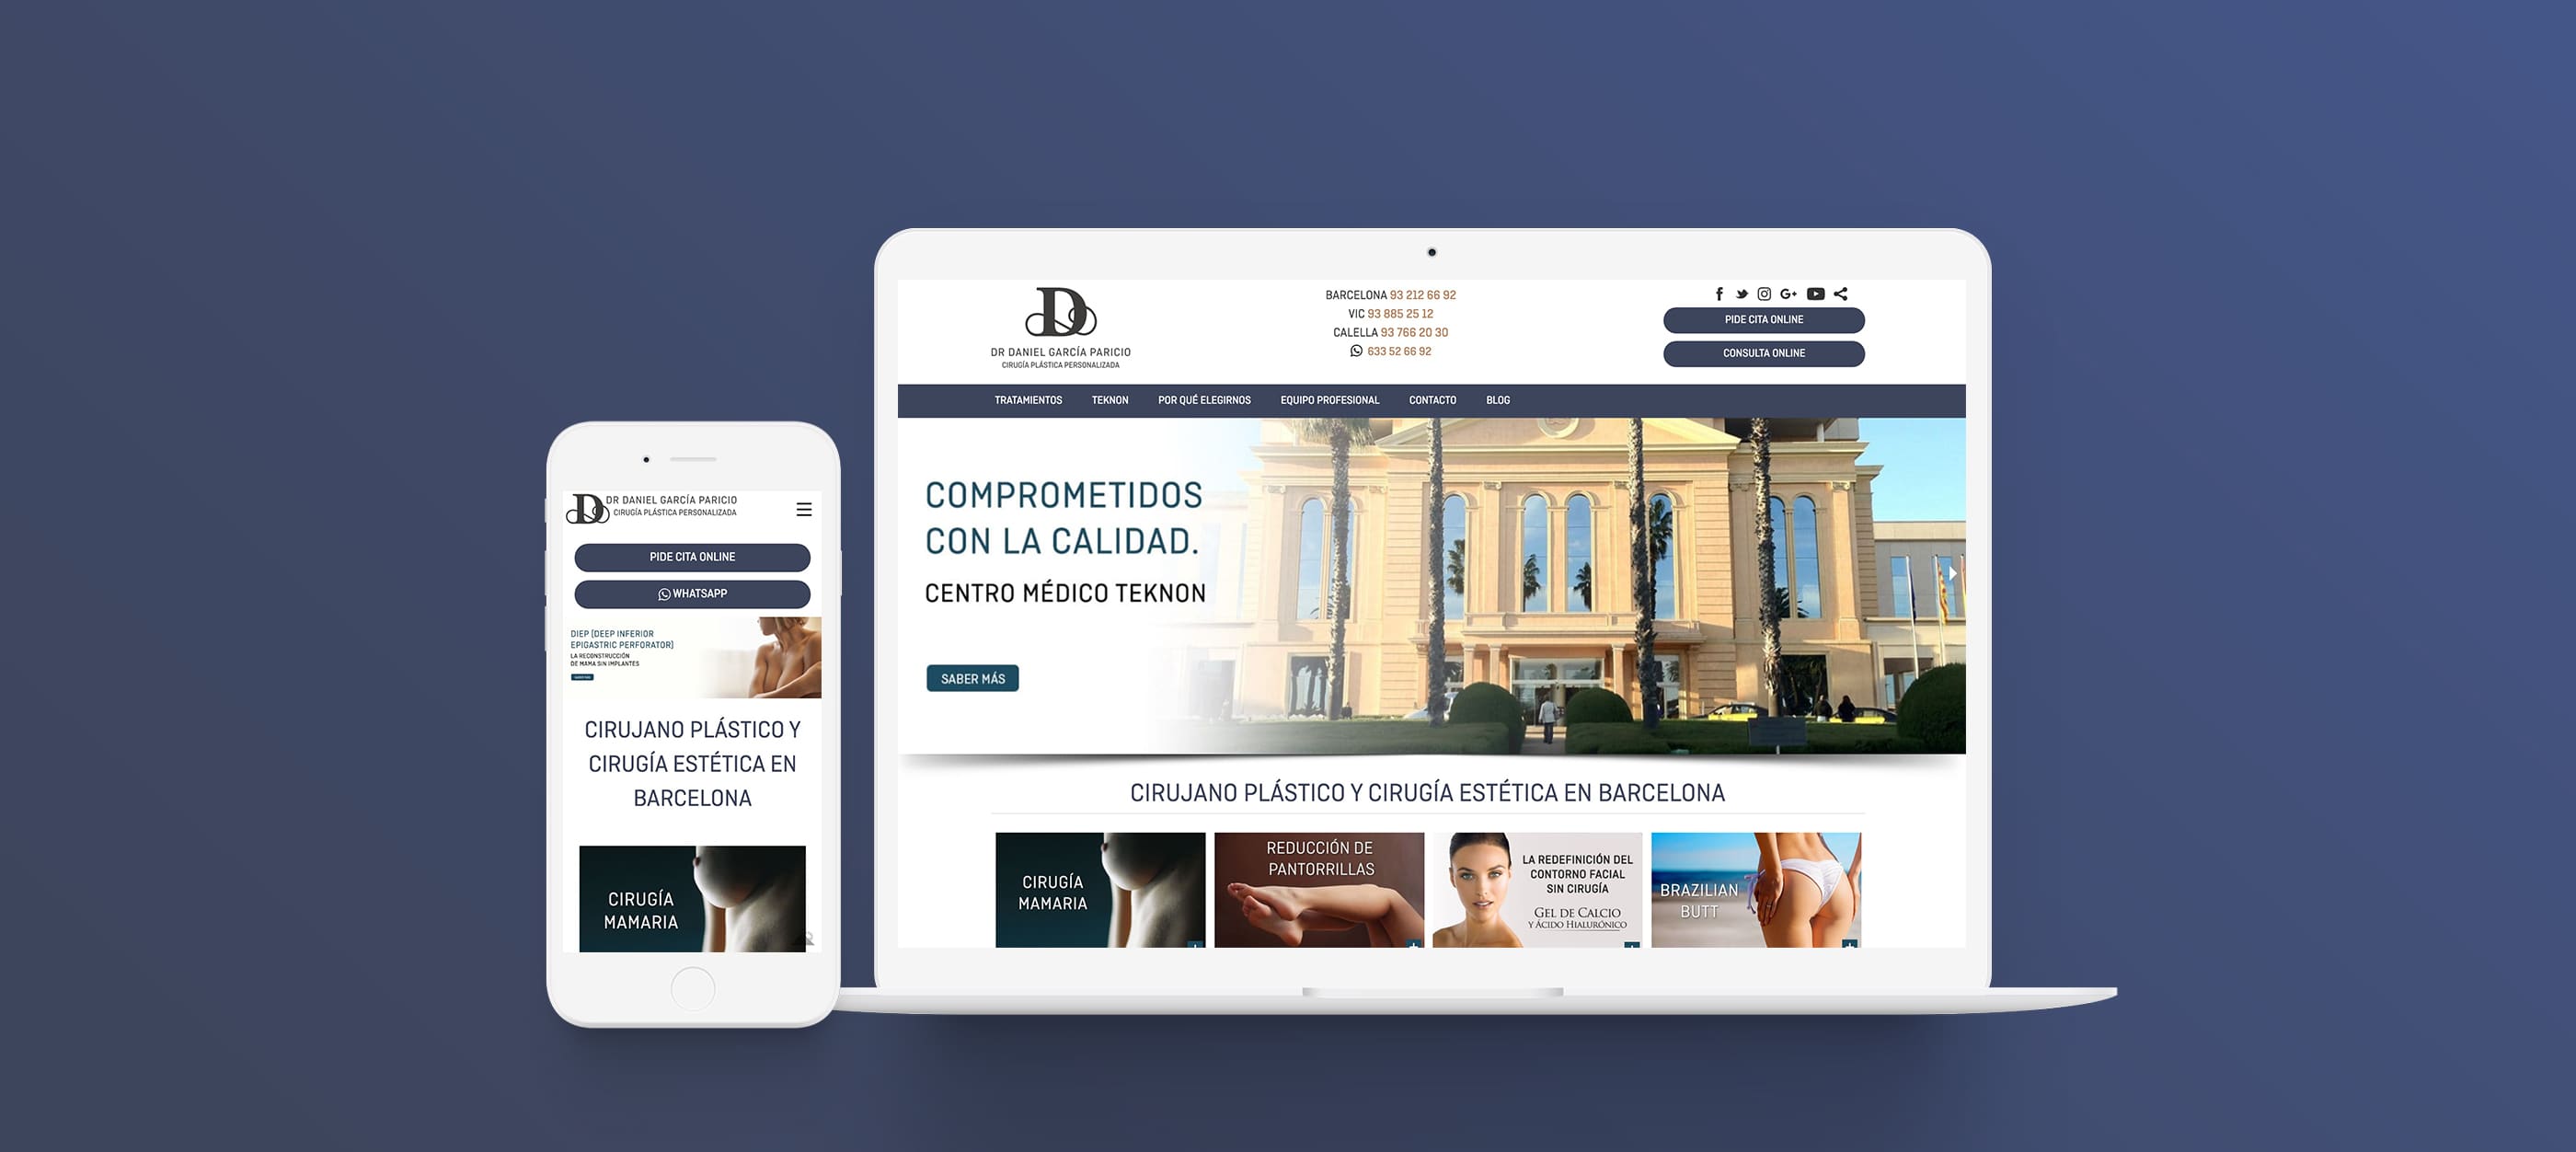 DR DANIEL GARCÍA PARICIO
CIRUGÍA PLÁSTICA PERSONALIZADA
PIDE CITA ONLINE
WHATSAPP
DIEP (DEEP INFERIOR
EPIGASTRIC PERFORATOR)
LA RECONSTRUCCIÓN
DE MAMA SIN IMPLANTES
CIRUJANO PLÁSTICO Y
CIRUGÍA ESTÉTICA EN
BARCELONA
CIRUGÍA
MAMARIA
DR DANIEL GARCÍA PARICIO
CIRUGÍA PLÁSTICA PERSONALIZADA
BARCELONA 93 212 66 92
VIC 93 885 25 12
CALELLA 93 766 20 30
633 52 66 92
PIDE CITA ONLINE
CONSULTA ONLINE
TRATAMIENTOS TEKNON POR QUÉ ELEGIRNOS EQUIPO PROFESIONAL CONTACTO BLOG
COMPROMETIDOS
CON LA CALIDAD.
CENTRO MÉDICO TEKNON
SABER MÁS
CIRUJANO PLÁSTICO Y CIRUGÍA ESTÉTICA EN BARCELONA
CIRUGÍA
MAMARIA
REDUCCIÓN DE
PANTORRILLAS
LA REDEFINICIÓN DEL
CONTORNO FACIAL
SIN CIRUGÍA
GEL DE CALCIO
Y ÁCIDO HIALURÓNICO
BRAZILIAN
BUTT